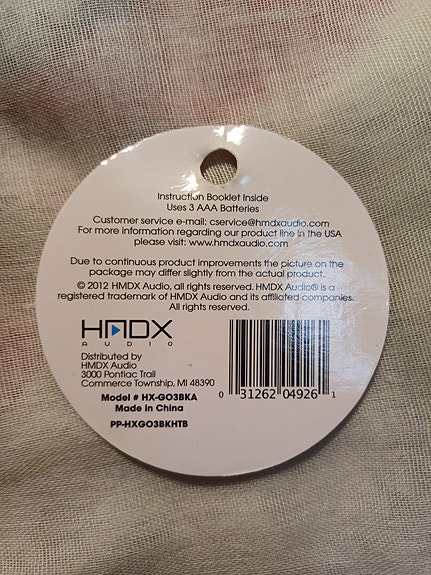 Instruction Booklet Inside
Uses 3 AAA Batteries
Customer service e-mail: cservice@hmdxaudio.com
For more information regarding our product line in the USA
please visit: www.hmdxaudio.com
Due to continuous product improvements the picture on the
package may differ slightly from the actual product.
© 2012 HMDX Audio, all rights reserved. HMDX Audio® is a
registered trademark of HMDX Audio and its affiliated companies.
All rights reserved.
HMDX
AUDIO
Distributed by
HMDX Audio
3000 Pontiac Trail
Commerce Township, MI 48390
Model # HX-GO3BKA
Made in China
PP-HXGO3BKHTB
0 31262 04926 1